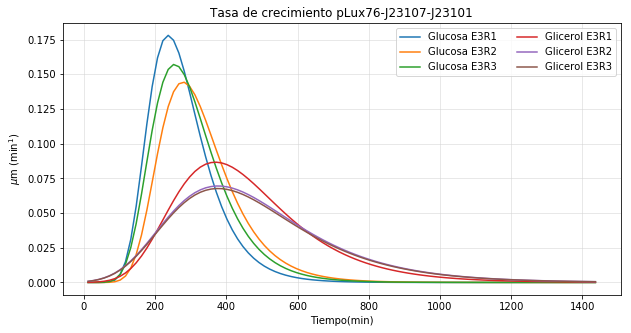 Tasa de crecimiento pLux76-J23107-J23101
Glucosa E3R1
Glucosa E3R2
Glucosa E3R3
Glicerol E3R1
Glicerol E3R2
Glicerol E3R3
0.175
0.150
0.125
0.100
0.075
0.050
0.025
0.000
μm (min¹)
0 200 400 600 800 1000 1200 1400
Tiempo(min)